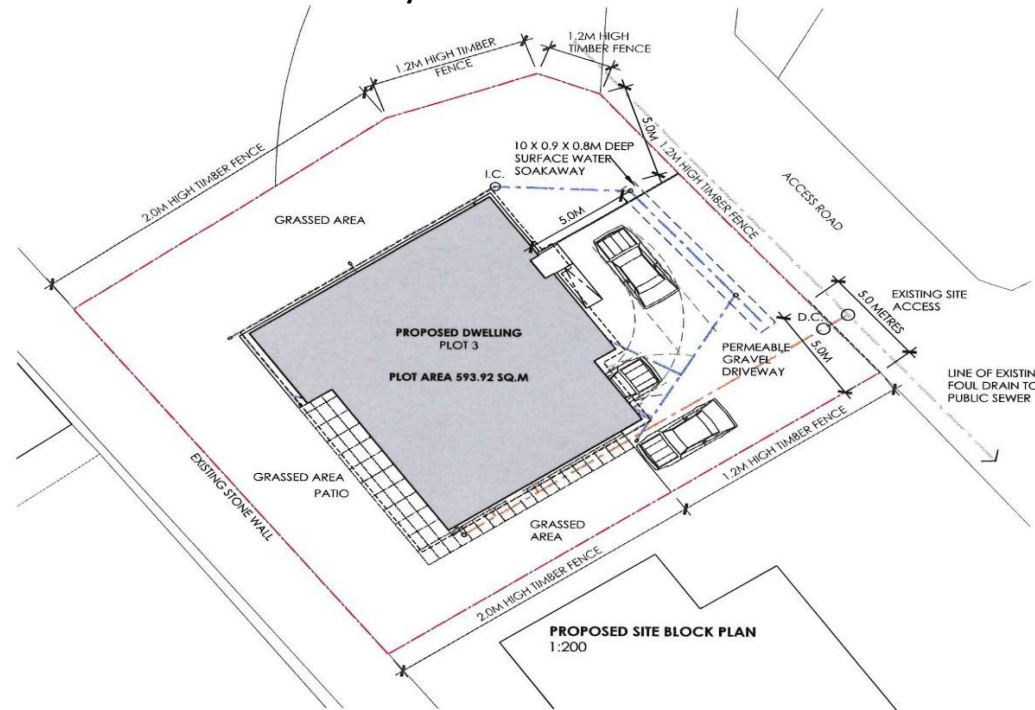 1.2M HIGH TIMBER
FENCE
1.2M HIGH
TIMBER FENCE
2.0M HIGH TIMBER FENCE
5.0M
1.2M HIGH TIMBER FENCE
10 X 0.9 X 0.8M DEEP
SURFACE WATER
SOAKAWAY
I.C.
ACCESS ROAD
GRASSED AREA
5.0M
EXISTING SITE
ACCESS
5.0 METRES
D.C.
5.0M
PROPOSED DWELLING
PLOT 3
PLOT AREA 593.92 SQ.M
PERMEABLE
GRAVEL
DRIVEWAY
LINE OF EXISTIN
FOUL DRAIN TO
PUBLIC SEWER
EXISTING STONE WALL
GRASSED AREA
PATIO
1.2M HIGH TIMBER FENCE
GRASSED
AREA
2.0M HIGH TIMBER FENCE
PROPOSED SITE BLOCK PLAN
1:200